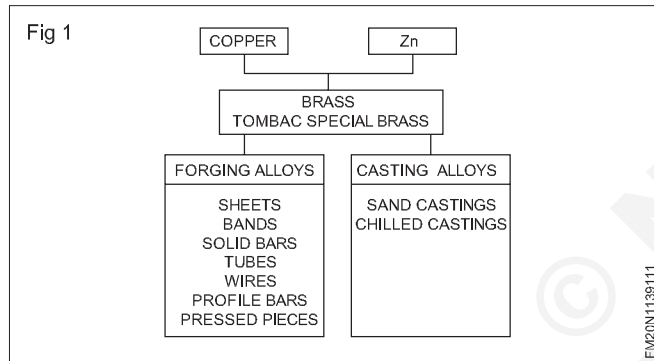 Fig 1
COPPER
Zn
BRASS
TOMBAC SPECIAL BRASS
FORGING ALLOYS
SHEETS
BANDS
SOLID BARS
TUBES
WIRES
PROFILE BARS
PRESSED PIECES
CASTING ALLOYS
SAND CASTINGS
CHILLED CASTINGS
FM20N1139111